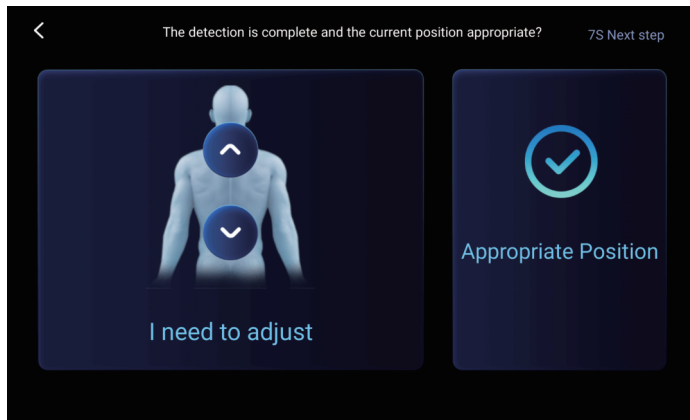 The detection is complete and the current position appropriate?
7S Next step
I need to adjust
Appropriate Position